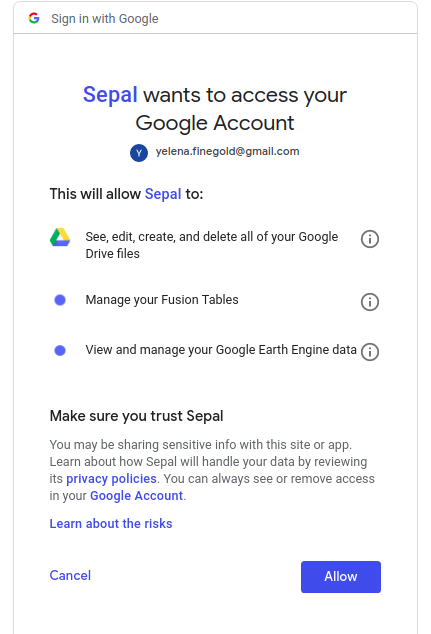 Sign in with Google
Sepal wants to access your
Google Account
Y yelena.finegold@gmail.com
This will allow Sepal to:
See, edit, create, and delete all of your Google
Drive files
Manage your Fusion Tables
View and manage your Google Earth Engine data
Make sure you trust Sepal
You may be sharing sensitive info with this site or app.
Learn about how Sepal will handle your data by reviewing
its privacy policies. You can always see or remove access
in your Google Account.
Learn about the risks
Cancel Allow